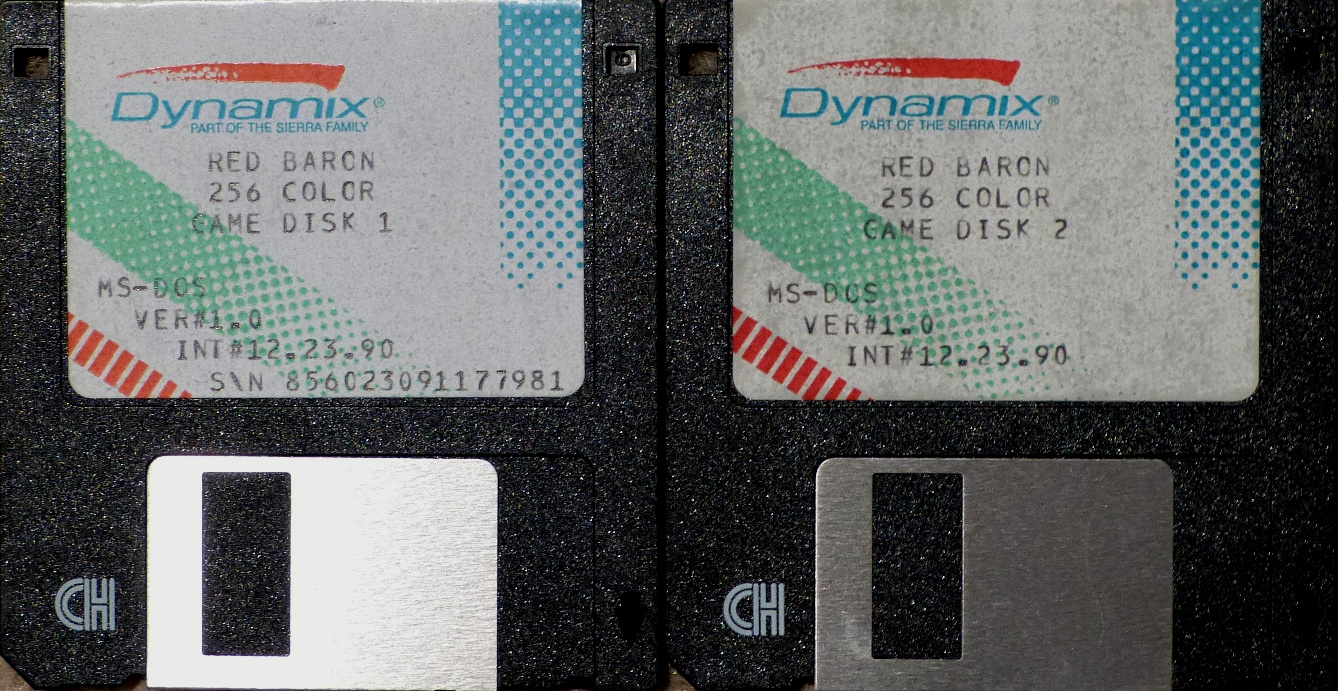 Dynamix®
PART OF THE SIERRA FAMILY
RED BARON
256 COLOR
GAME DISK 1
MS-DOS
VER#1.0
INT#12.23.90
S\N 856023091177981
CH
Dynamix®
PART OF THE SIERRA FAMILY
RED BARON
256 COLOR
GAME DISK 2
MS-DOS
VER#1.0
INT#12.23.90
CH